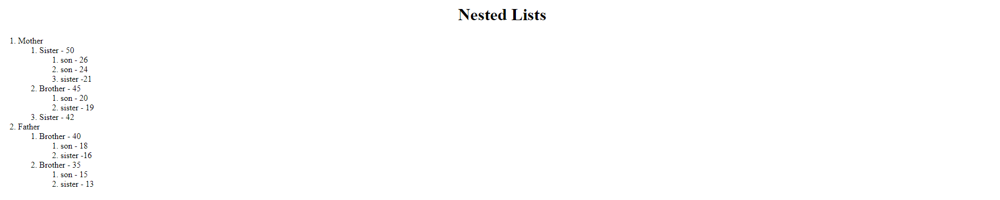 Nested Lists
1. Mother
1. Sister - 50
1. son - 26
2. son - 24
3. sister -21
2. Brother - 45
1. son - 20
2. sister - 19
3. Sister - 42
2. Father
1. Brother - 40
1. son - 18
2. sister -16
2. Brother - 35
1. son - 15
2. sister - 13